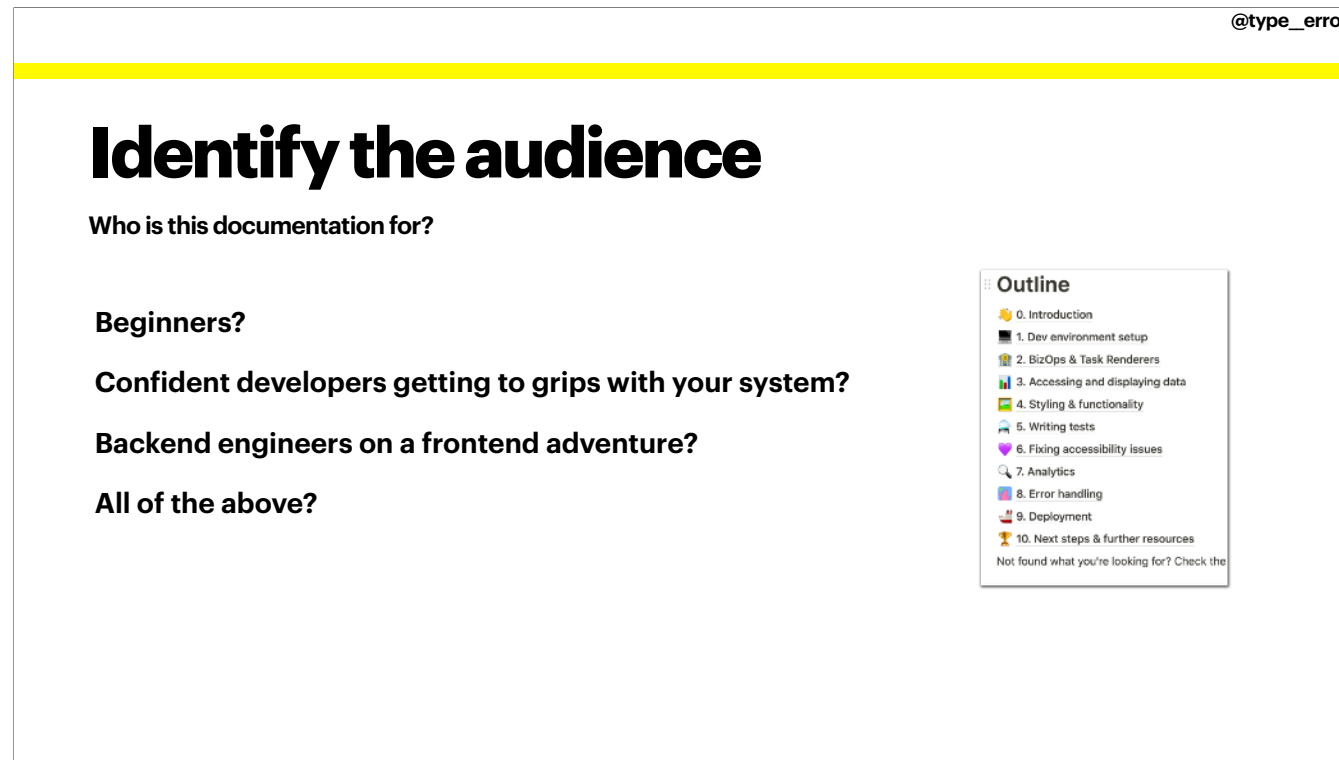 @type__erro
Identify the audience
Who is this documentation for?
Beginners?
Confident developers getting to grips with your system?
Backend engineers on a frontend adventure?
All of the above?
Outline
0. Introduction
1. Dev environment setup
2. BizOps & Task Renderers
3. Accessing and displaying data
4. Styling & functionality
5. Writing tests
6. Fixing accessibility issues
7. Analytics
8. Error handling
9. Deployment
10. Next steps & further resources
Not found what you're looking for? Check the